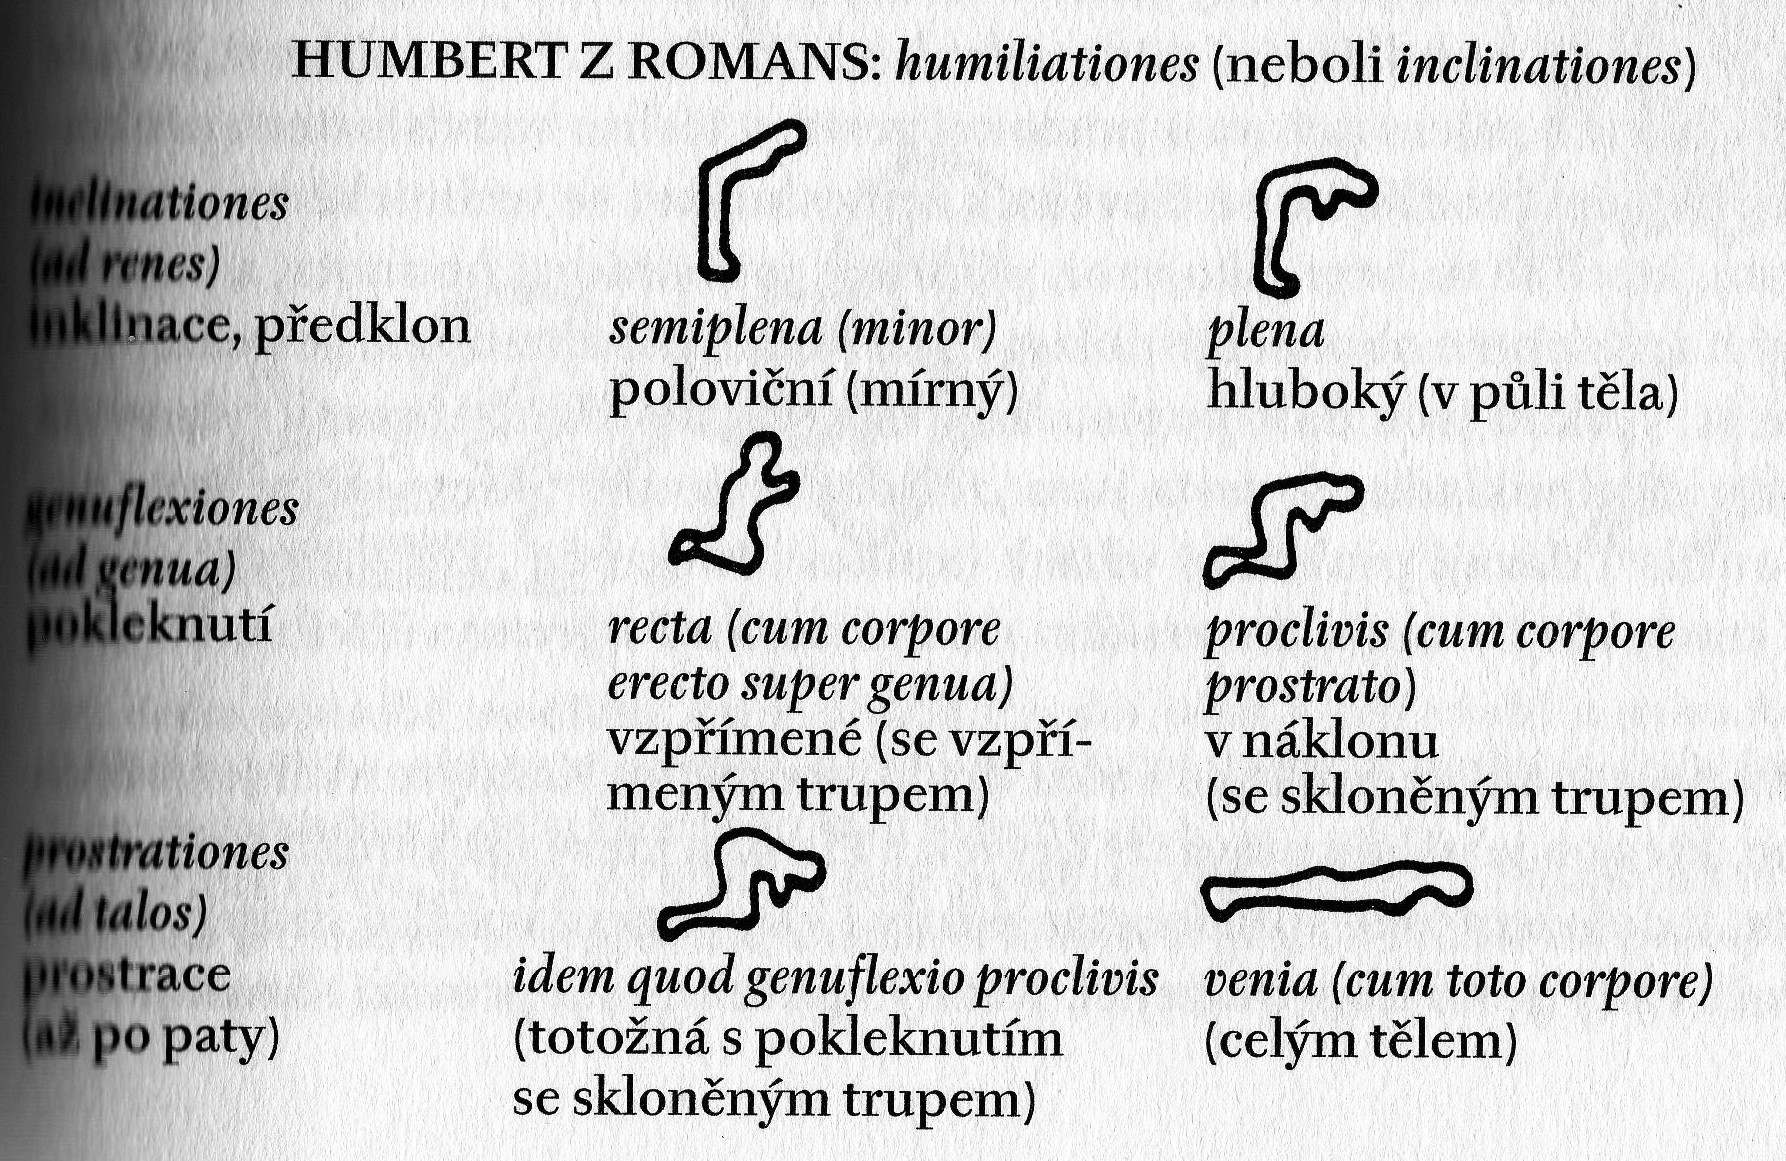 HUMBERT Z ROMANS: humiliationes (neboli inclinationes)
inclinationes
(ad renes)
inklinace, předklon
semiplena (minor)
poloviční (mírný)
plena
hluboký (v půli těla)
genuflexiones
(ad genua)
pokleknutí
recta (cum corpore
erecto super genua)
vzpřímené (se vzpří-
meným trupem)
proclivis (cum corpore
prostrato)
v náklonu
(se skloněným trupem)
prostrationes
(ad talos)
prostrace
(až po paty)
idem quod genuflexio proclivis
(totožná s pokleknutím
se skloněným trupem)
venia (cum toto corpore)
(celým tělem)